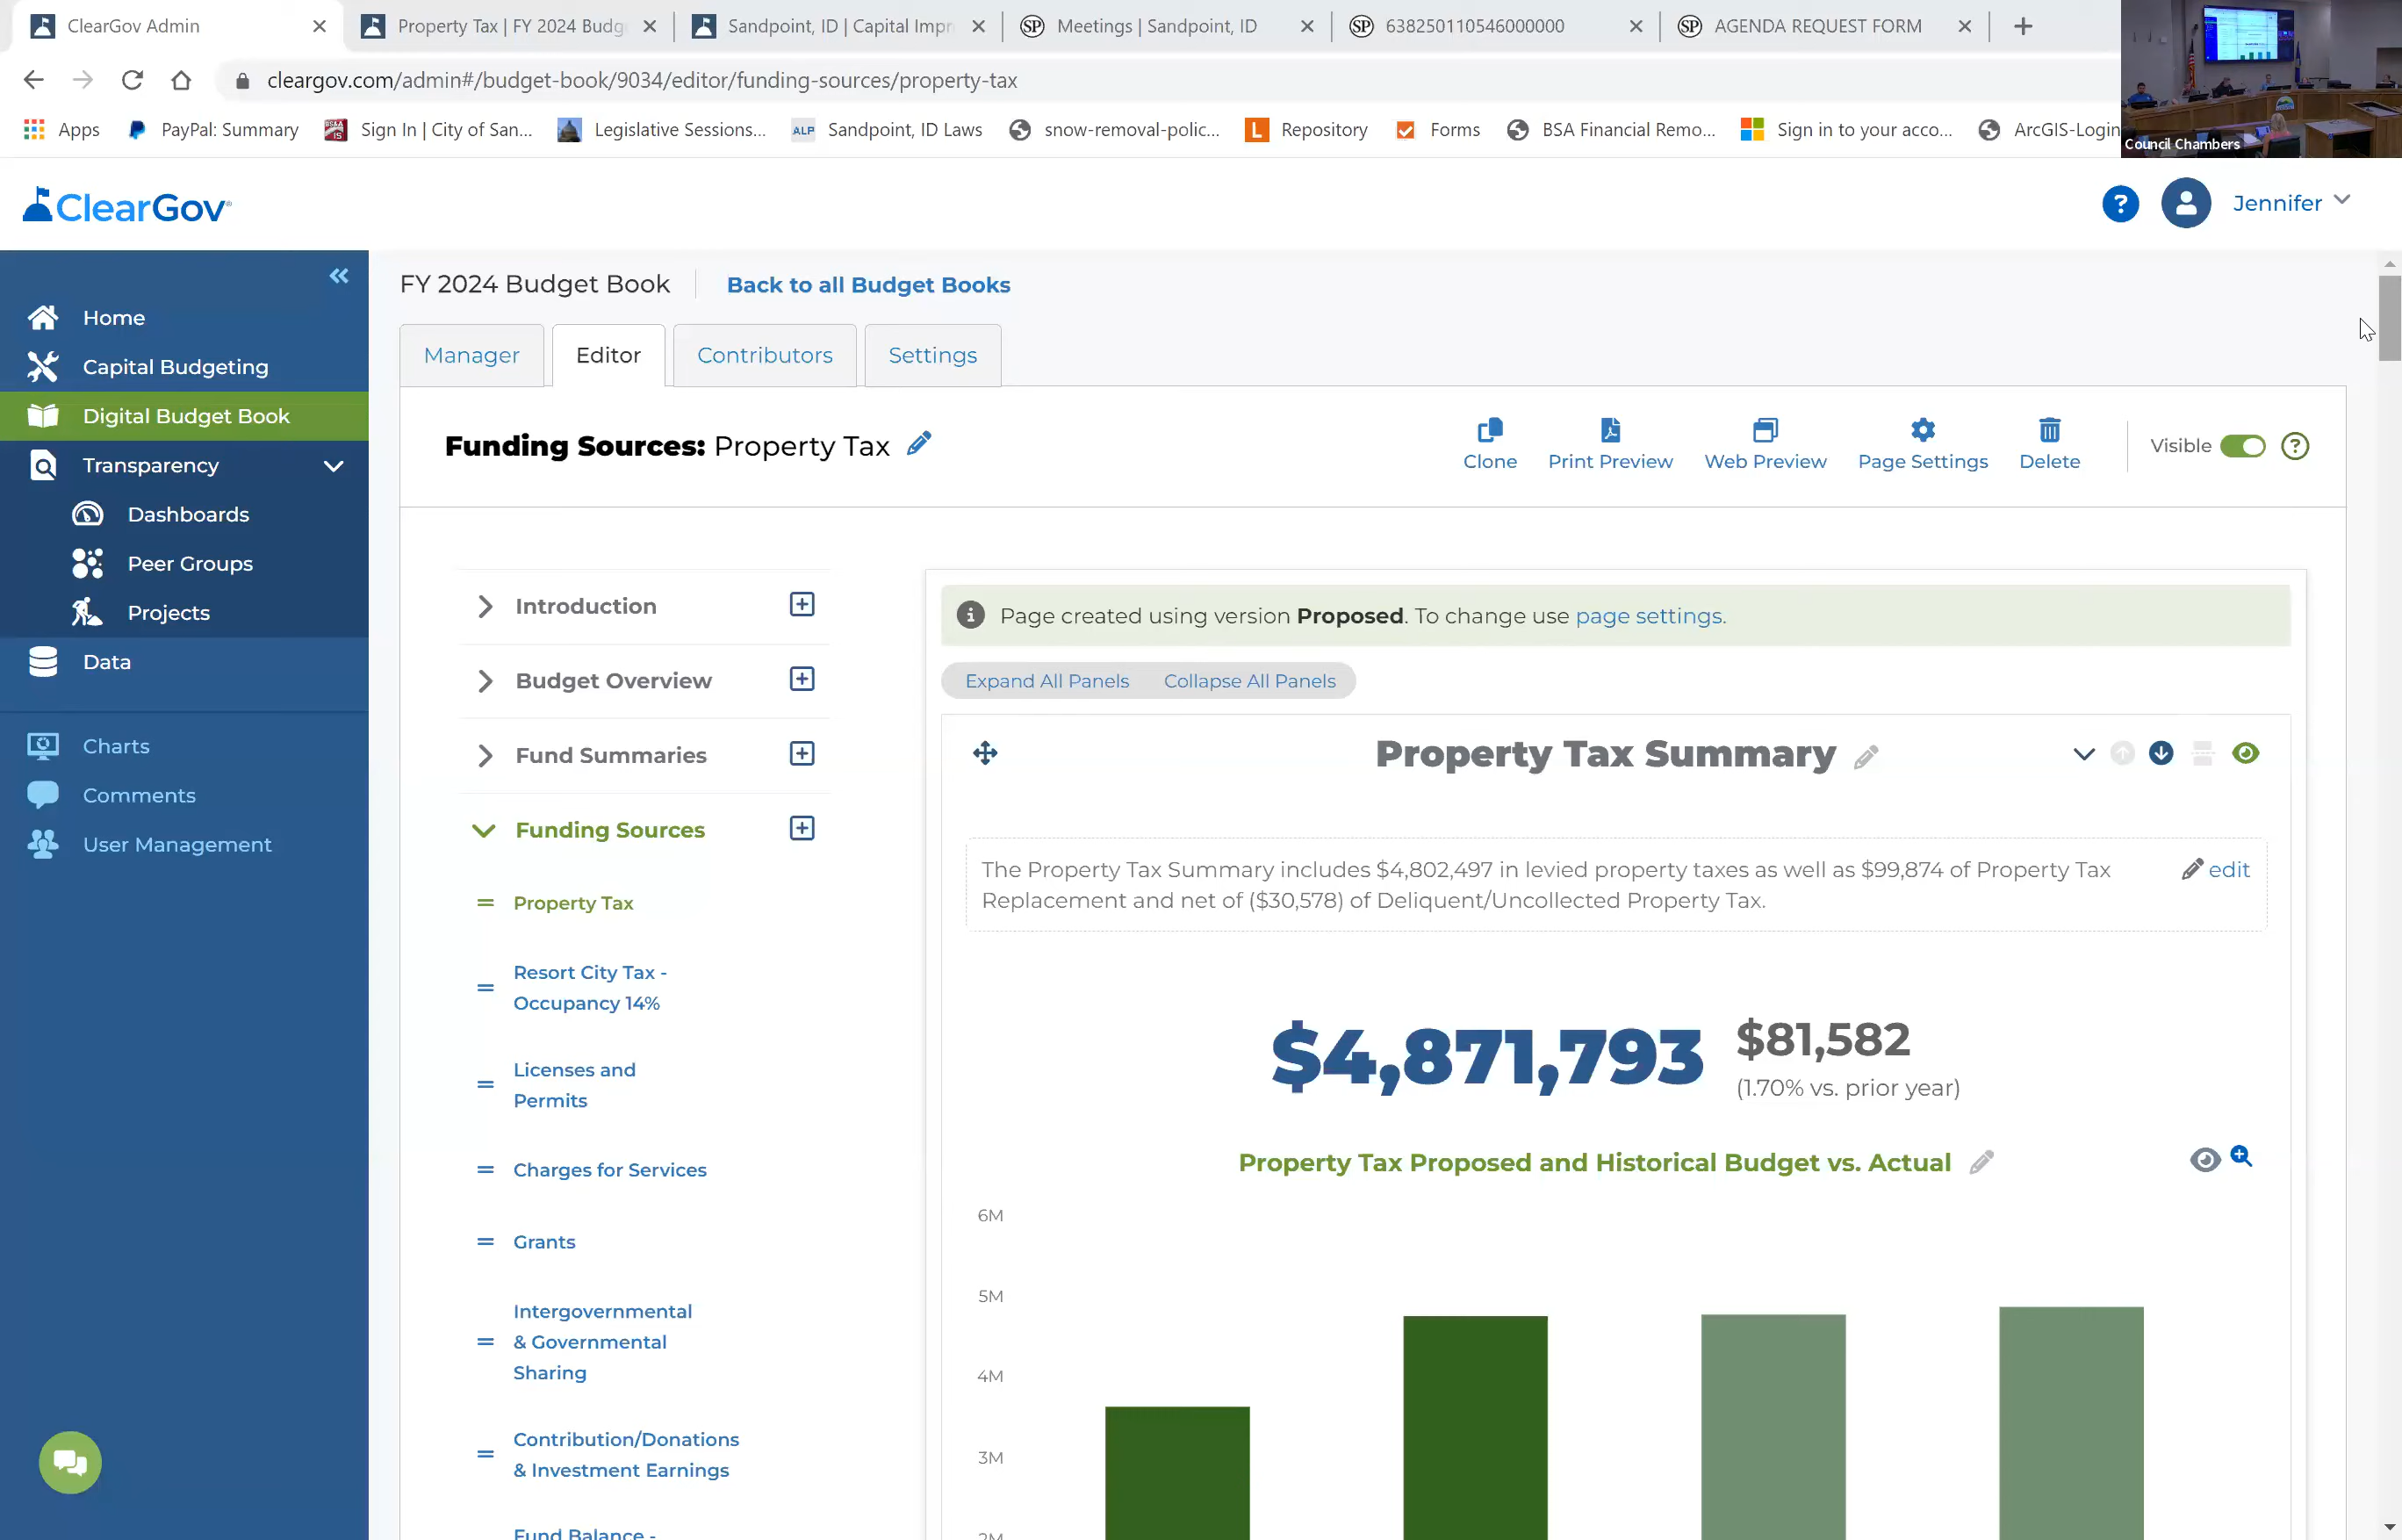 ClearGov Admin
Property Tax | FY 2024 Budg
Sandpoint, ID | Capital Impr
Meetings | Sandpoint, ID
638250110546000000
AGENDA REQUEST FORM
cleargov.com/admin#/budget-book/9034/editor/funding-sources/property-tax
Apps
PayPal: Summary
Sign In | City of San...
Legislative Sessions...
ALP
Sandpoint, ID Laws
snow-removal-polic...
L
Repository
Forms
BSA Financial Remo...
Sign in to your acco...
ArcGIS-Login
Council Chambers
ClearGov
?
Jennifer
Home
Capital Budgeting
Digital Budget Book
Transparency
Dashboards
Peer Groups
Projects
Data
Charts
Comments
User Management
FY 2024 Budget Book
Back to all Budget Books
Manager
Editor
Contributors
Settings
Funding Sources: Property Tax
Clone
Print Preview
Web Preview
Page Settings
Delete
Visible
?
Introduction
Budget Overview
Fund Summaries
Funding Sources
Property Tax
Resort City Tax -
Occupancy 14%
Licenses and
Permits
Charges for Services
Grants
Intergovernmental
& Governmental
Sharing
Contribution/Donations
& Investment Earnings
Fund Balance -
Page created using version Proposed. To change use page settings.
Expand All Panels
Collapse All Panels
Property Tax Summary
The Property Tax Summary includes $4,802,497 in levied property taxes as well as $99,874 of Property Tax
Replacement and net of ($30,578) of Deliquent/Uncollected Property Tax.
edit
$4,871,793
$81,582
(1.70% vs. prior year)
Property Tax Proposed and Historical Budget vs. Actual
6M
5M
4M
3M
2M